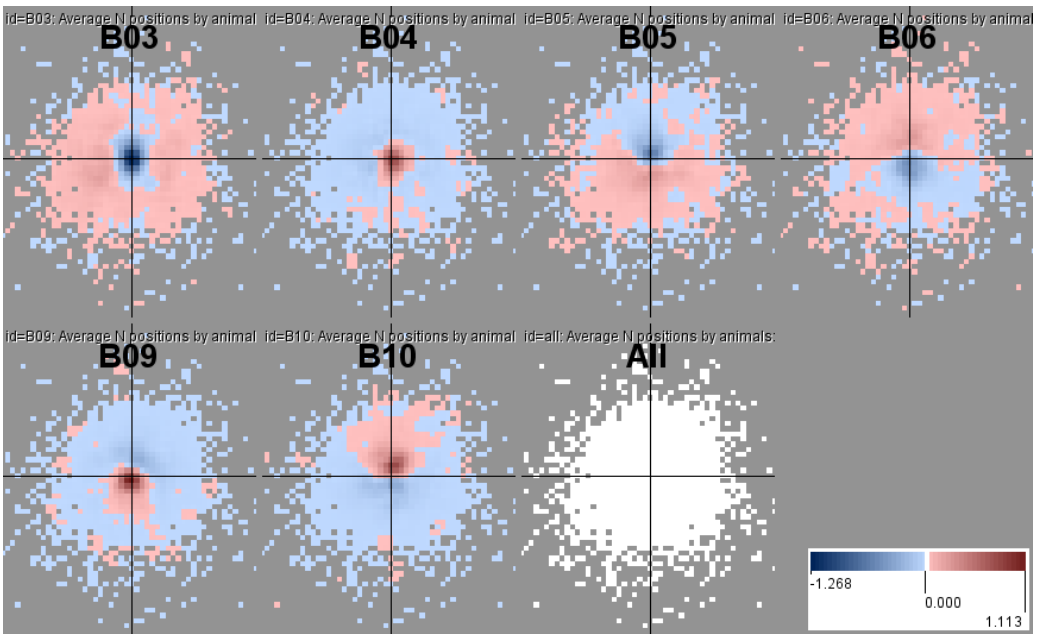 id=B03: Average N positions by animal
id=B04: Average N positions by animal
id=B05: Average N positions by animal
id=B06: Average N positions by animal
B03
B04
B05
B06
id=B09: Average N positions by animal
id=B10: Average N positions by animal
id=all: Average N positions by animals:
B09
B10
All
-1.268
0.000
1.113